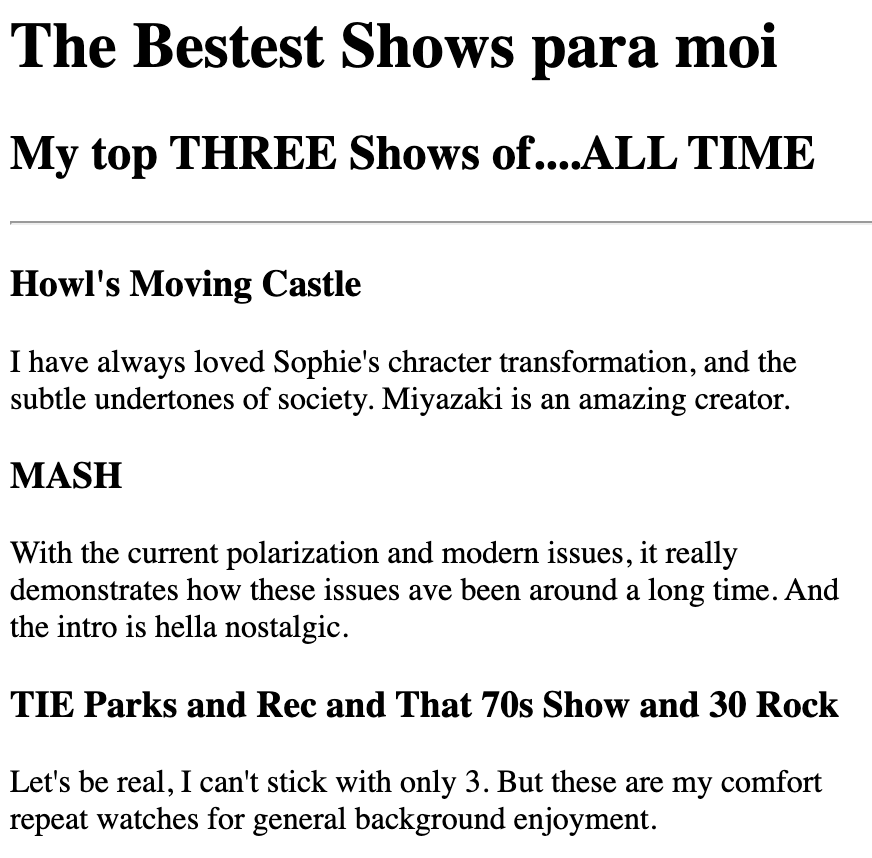 The Bestest Shows para moi
My top THREE Shows of....ALL TIME
Howl's Moving Castle
I have always loved Sophie's chracter transformation, and the
subtle undertones of society. Miyazaki is an amazing creator.
MASH
With the current polarization and modern issues, it really
demonstrates how these issues ave been around a long time. And
the intro is hella nostalgic.
TIE Parks and Rec and That 70s Show and 30 Rock
Let's be real, I can't stick with only 3. But these are my comfort
repeat watches for general background enjoyment.